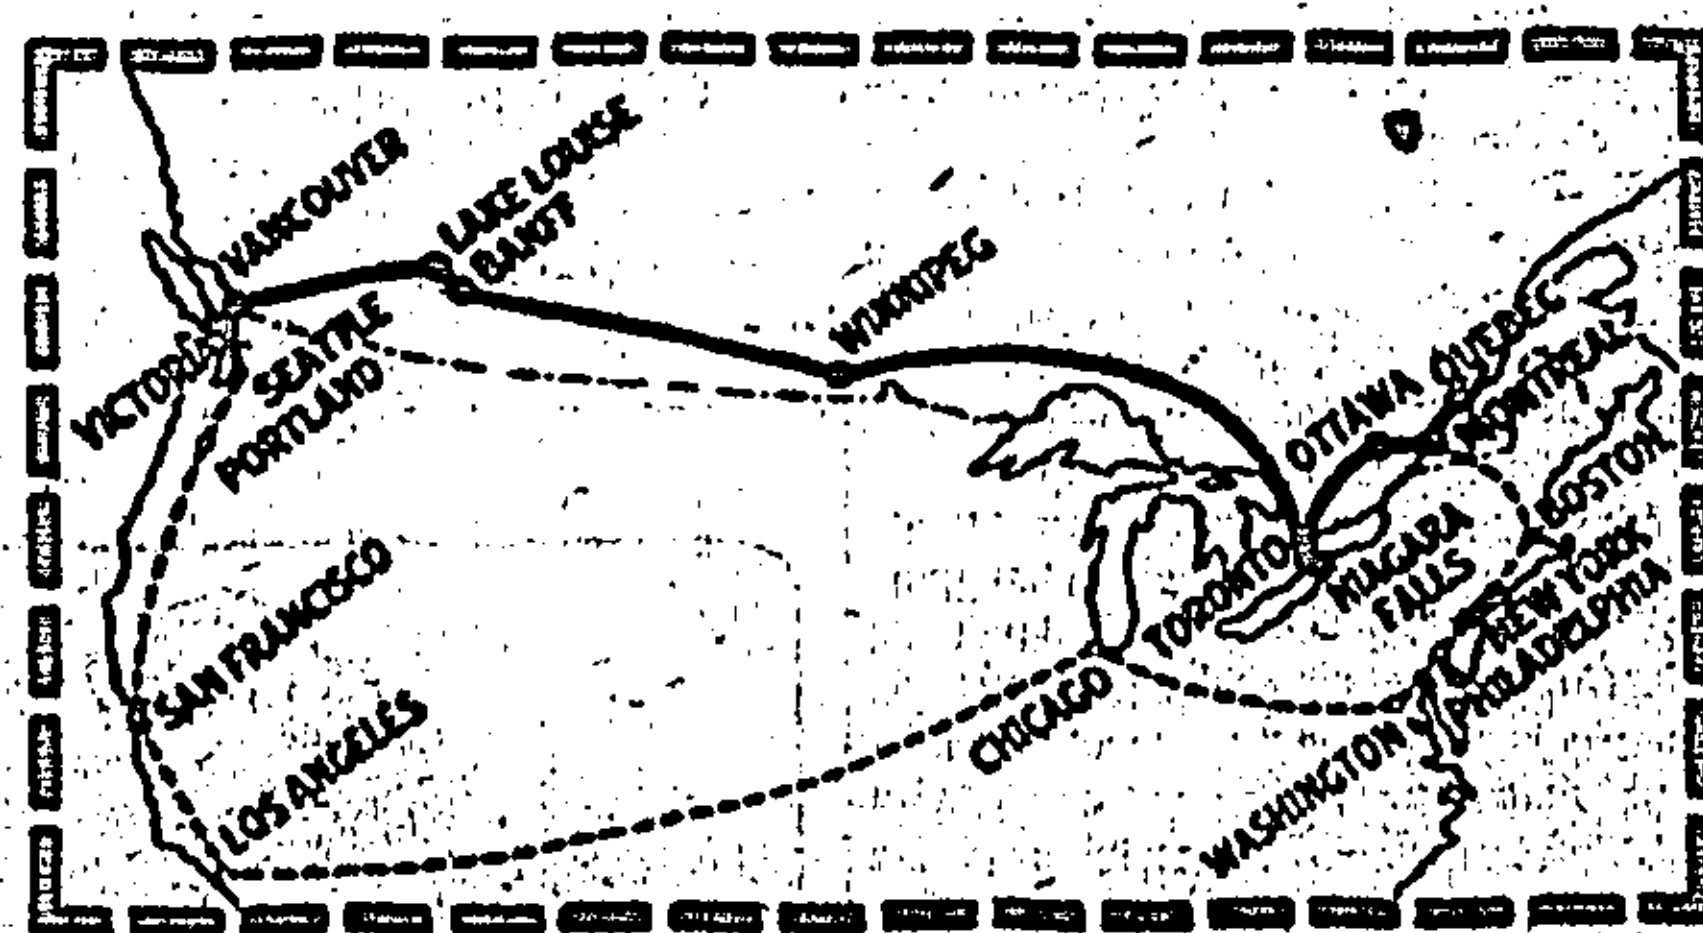 VANCOUVER
LAKE LOUISE
BANFF
WINNIPEG
VICTORIA
SEATTLE
PORTLAND
SAN FRANCISCO
LOS ANGELES
OTTAWA
QUEBEC
MONTREAL
BOSTON
TORONTO
NIAGARA
FALLS
NEW YORK
PHILADELPHIA
CHICAGO
WASHINGTON